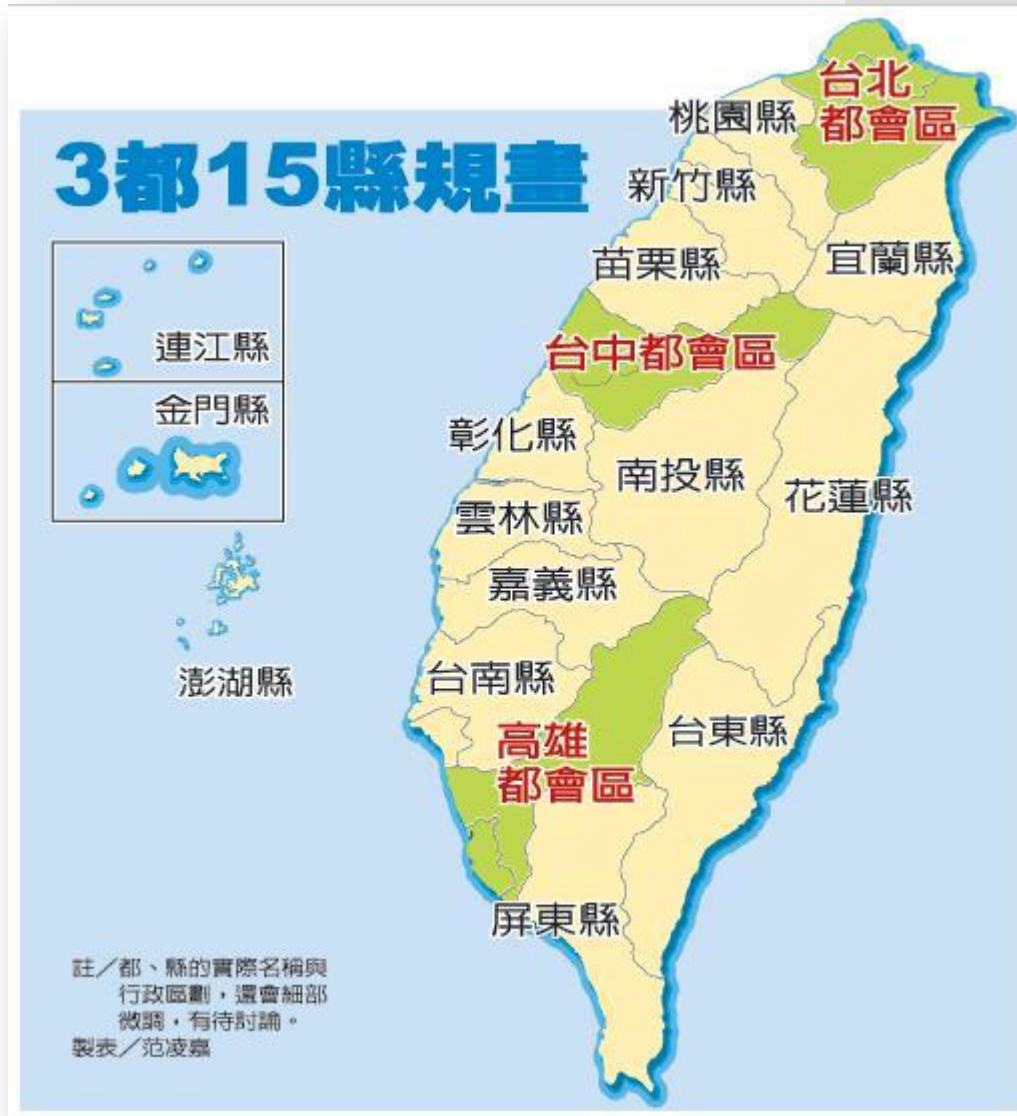 3都15縣規畫
台北
都會區
桃園縣
新竹縣
苗栗縣
宜蘭縣
連江縣
台中都會區
金門縣
彰化縣
南投縣
花蓮縣
雲林縣
嘉義縣
澎湖縣
台南縣
高雄
都會區
台東縣
屏東縣
註／都、縣的實際名稱與
行政區劃，還會細部
微調，有待討論。
製表／范凌嘉